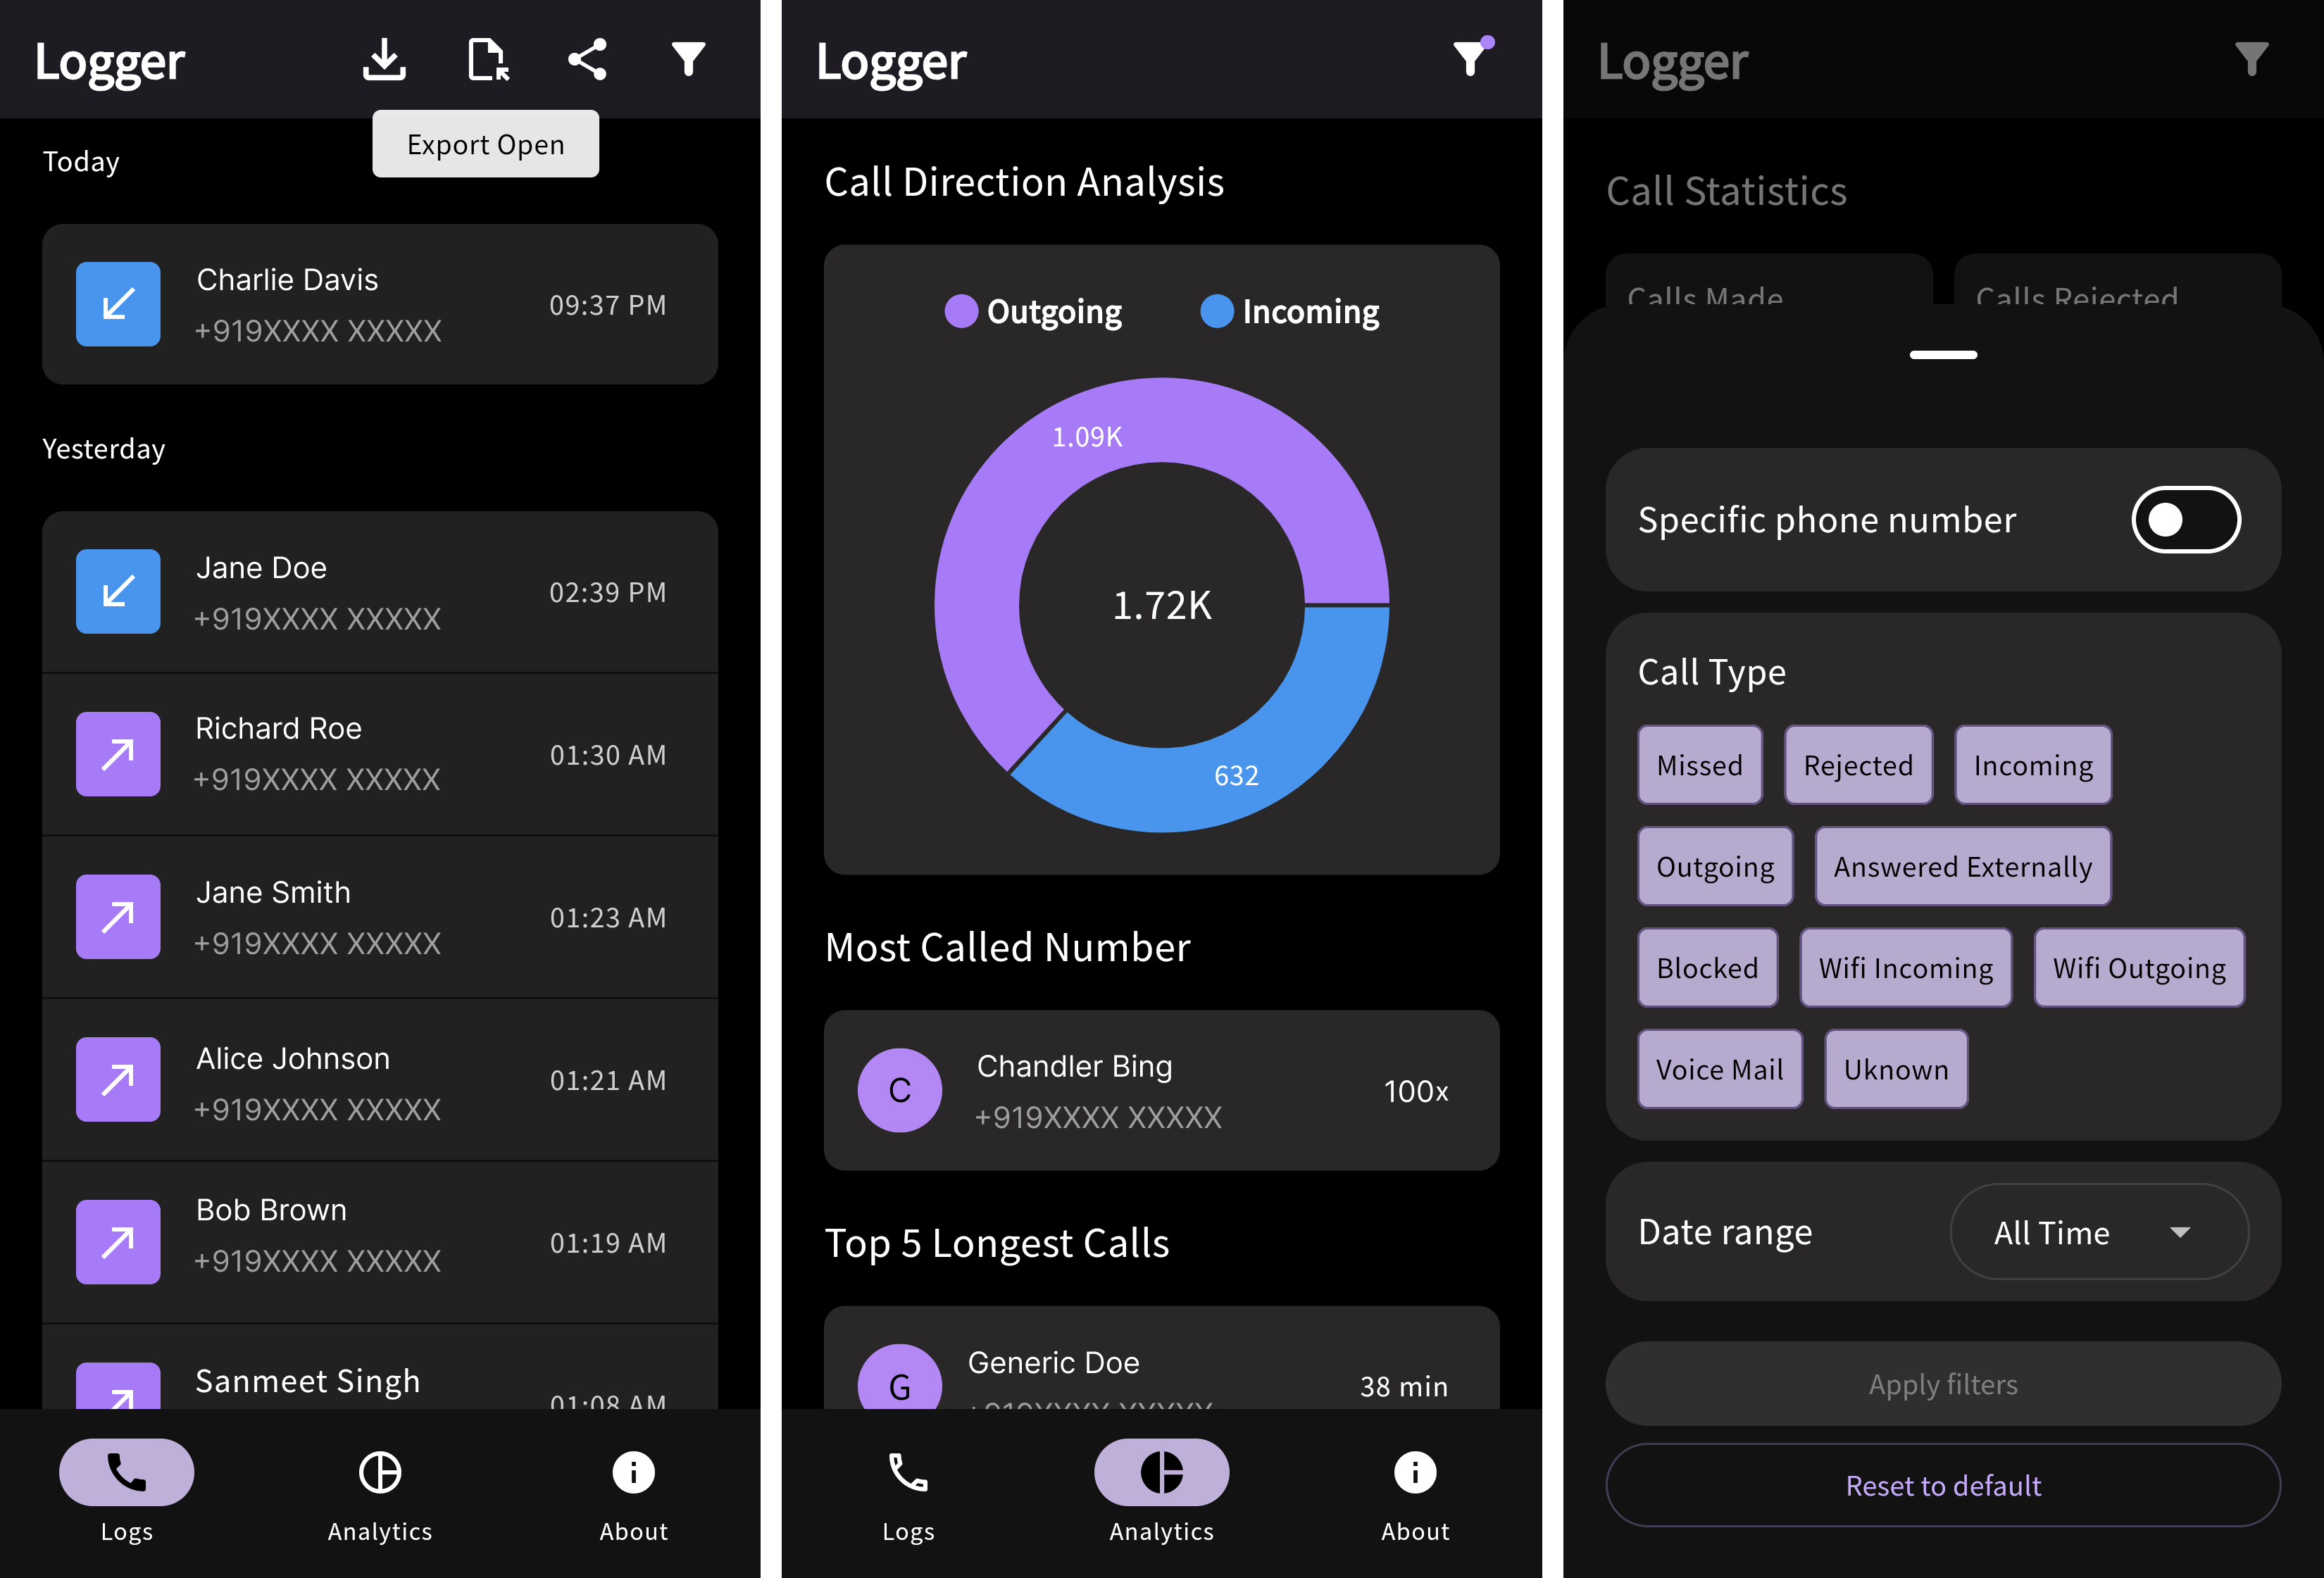 Logger
Export Open
Today
Charlie Davis
+919XXXX XXXXX
09:37 PM
Yesterday
Jane Doe
+919XXXX XXXXX
02:39 PM
Richard Roe
+919XXXX XXXXX
01:30 AM
Jane Smith
+919XXXX XXXXX
01:23 AM
Alice Johnson
+919XXXX XXXXX
01:21 AM
Bob Brown
+919XXXX XXXXX
01:19 AM
Sanmeet Singh
01:08 AM
Logs
Analytics
About
Logger
Call Direction Analysis
Outgoing
Incoming
1.09K
1.72K
632
Most Called Number
C
Chandler Bing
+919XXXX XXXXX
100x
Top 5 Longest Calls
G
Generic Doe
+919XXXX XXXXX
38 min
Logs
Analytics
About
Logger
Call Statistics
Calls Made
Calls Rejected
Specific phone number
Call Type
Missed
Rejected
Incoming
Outgoing
Answered Externally
Blocked
Wifi Incoming
Wifi Outgoing
Voice Mail
Uknown
Date range
All Time
Apply filters
Reset to default